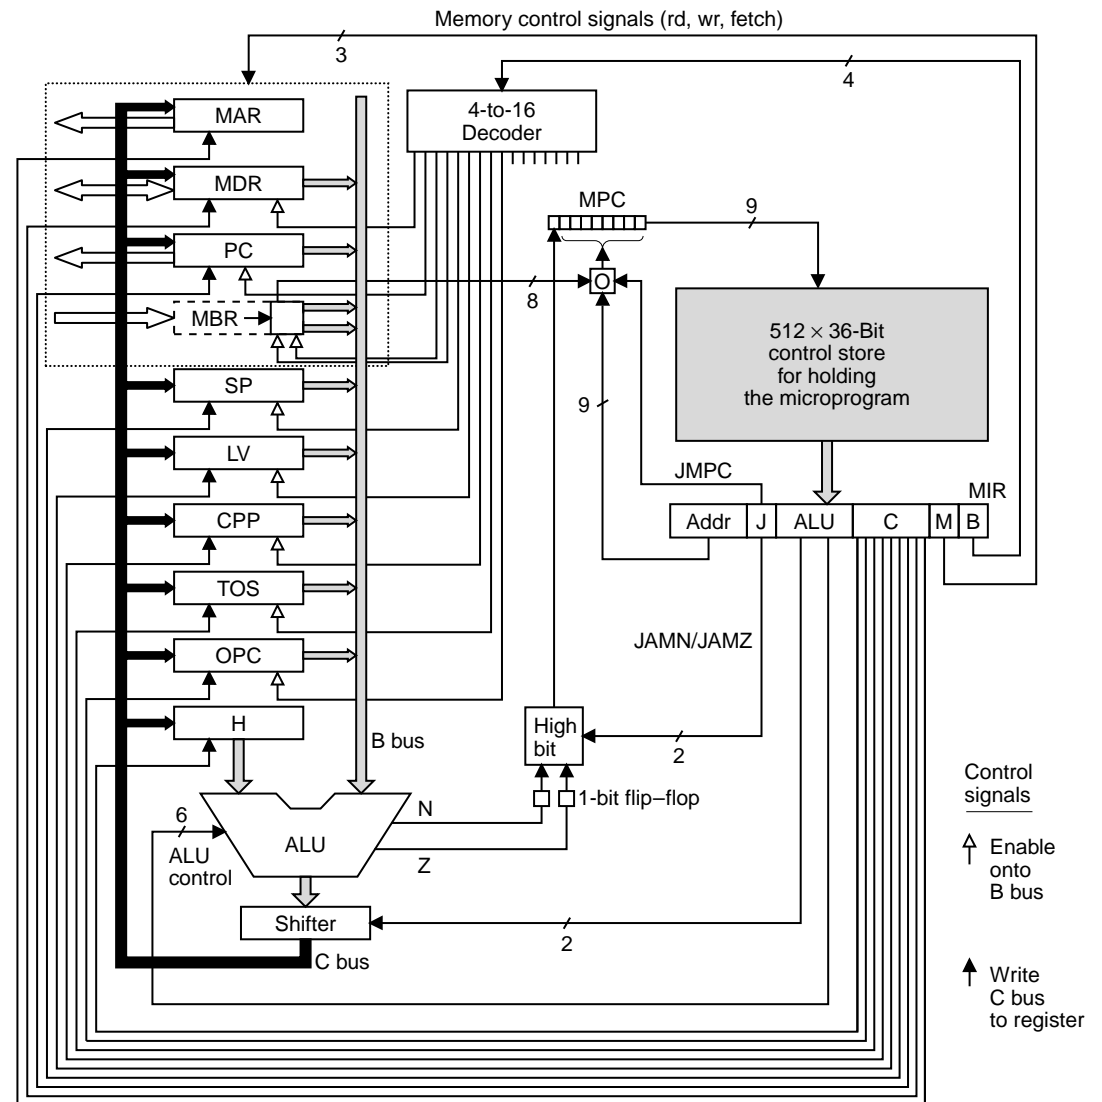 Memory control signals (rd, wr, fetch)
3
4
MAR
4-to-16
Decoder
MDR
MPC
9
PC
8
O
MBR
512 × 36-Bit
control store
for holding
the microprogram
SP
9
LV
JMPC
MIR
CPP
Addr
J
ALU
C
M
B
TOS
JAMN/JAMZ
OPC
H
High
bit
B bus
2
Control
signals
1-bit flip–flop
N
6
ALU
Z
ALU
control
Enable
onto
B bus
Shifter
2
C bus
Write
C bus
to register